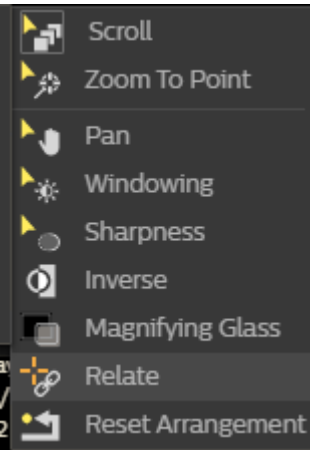 Scroll
Zoom To Point
Pan
Windowing
Sharpness
Inverse
Magnifying Glass
Relate
Reset Arrangement